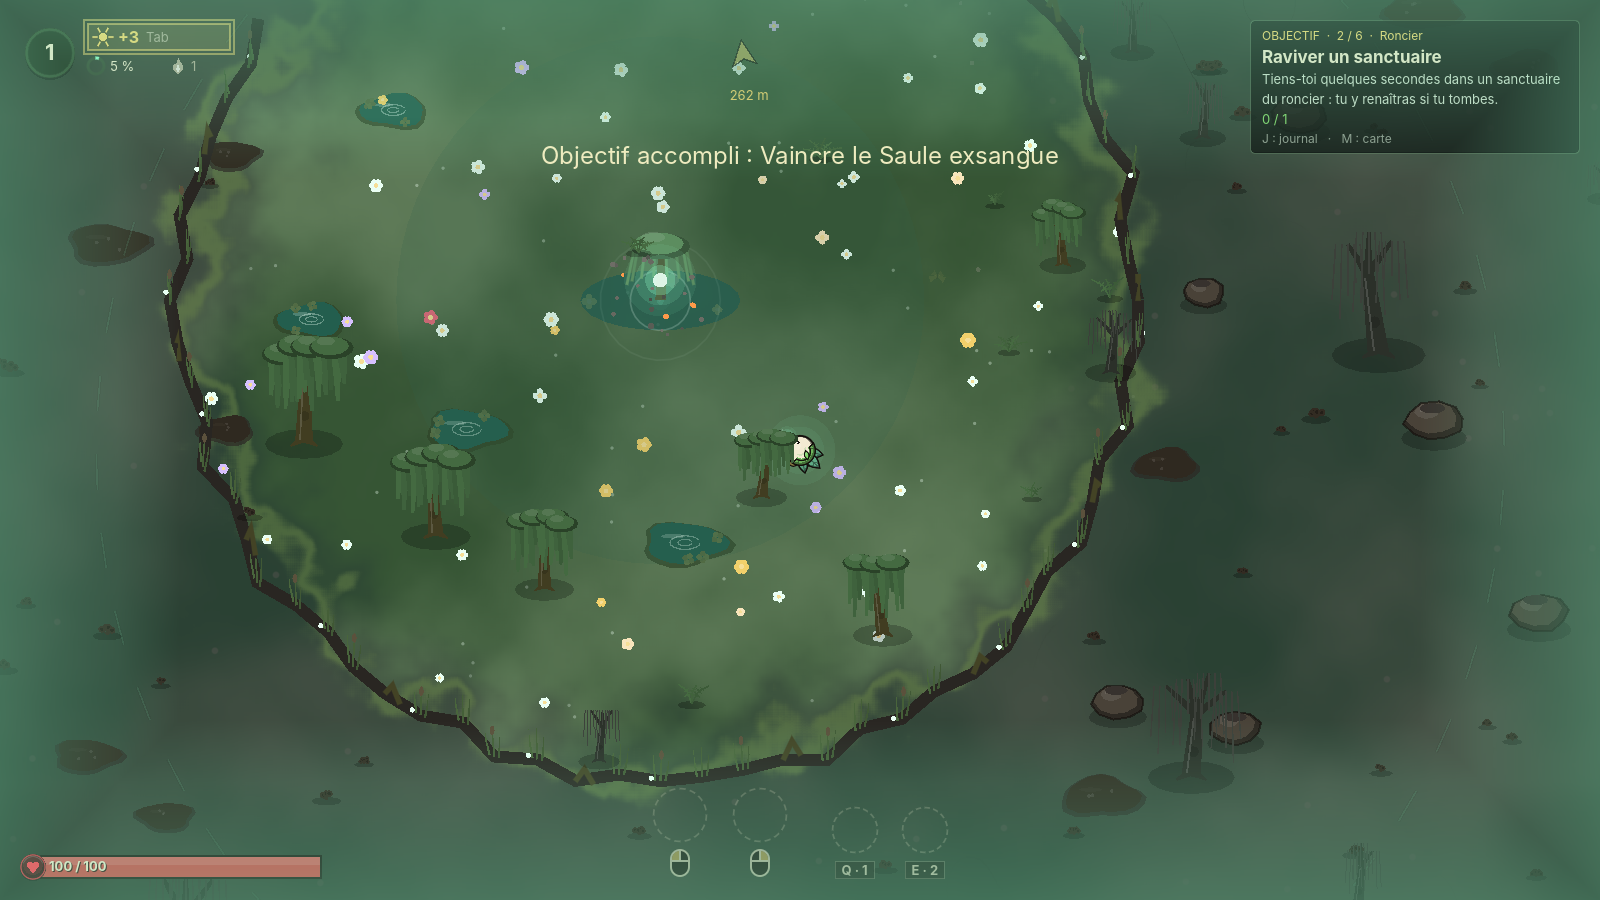 1
+3 Tab
5 % 1
262 m
Objectif accompli : Vaincre le Saule exsangue
OBJECTIF · 2 / 6 · Roncier
Raviver un sanctuaire
Tiens-toi quelques secondes dans un sanctuaire
du roncier : tu y renaîtras si tu tombes.
0 / 1
J : journal · M : carte
100 / 100
Q · 1
E · 2